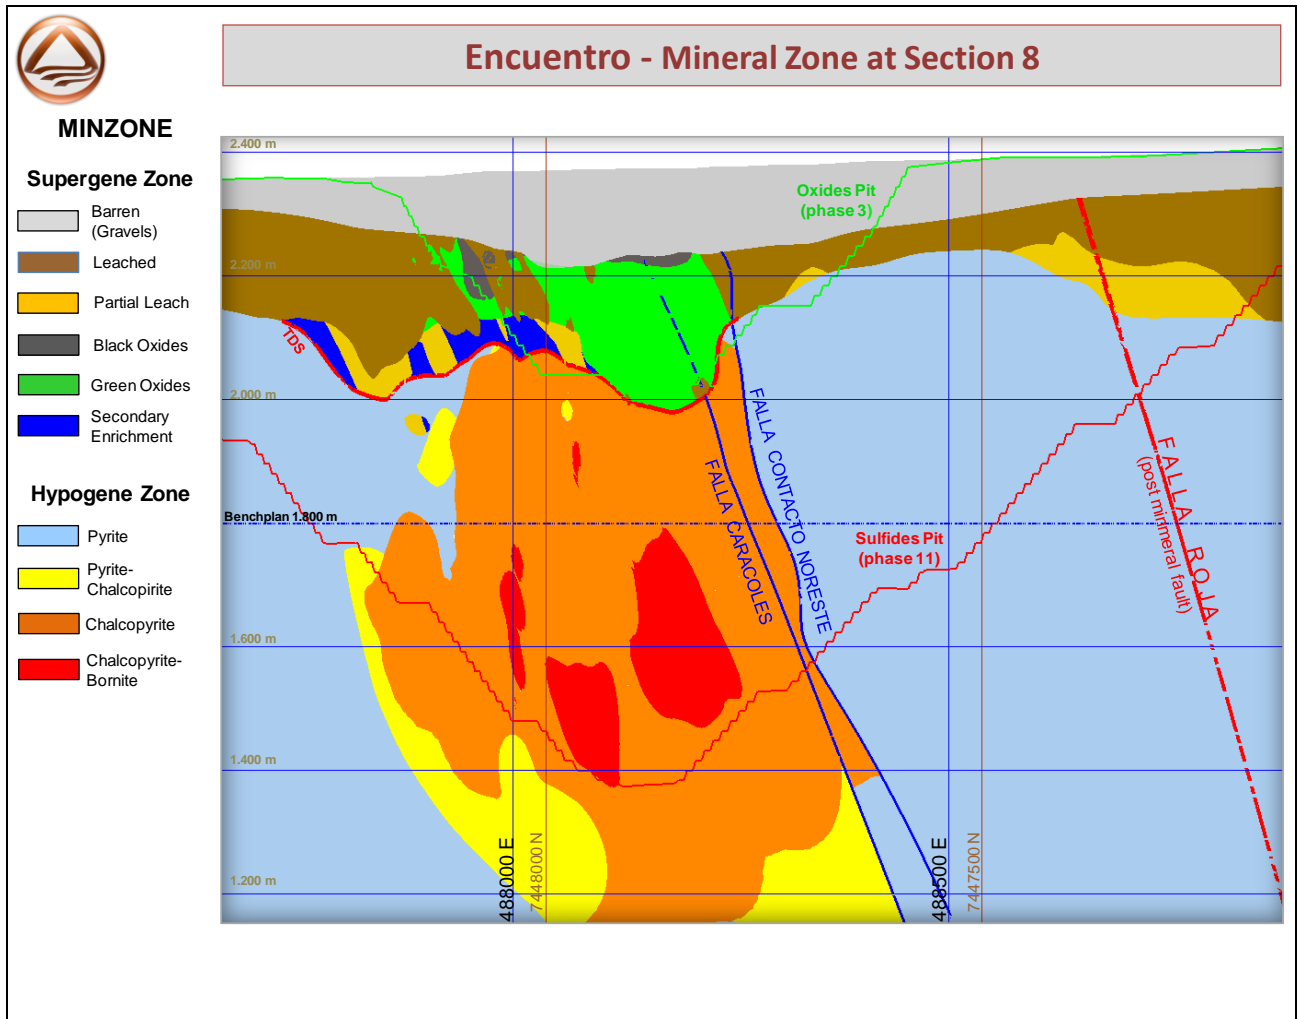 Encuentro - Mineral Zone at Section 8
MINZONE
Supergene Zone
Barren
(Gravels)
Leached
Partial Leach
Black Oxides
Green Oxides
Secondary
Enrichment
Hypogene Zone
Pyrite
Pyrite-
Chalcopirite
Chalcopyrite
Chalcopyrite-
Bornite
2.400 m
Oxides Pit
(phase 3)
2.200 m
TDS
2.000 m
FALLA CONTACTO NORESTE
FALLA CARACOLES
FALLA ROJA
(post minmeral fault)
Benchplan 1.800 m
Sulfides Pit
(phase 11)
1.600 m
1.400 m
1.200 m
488000 E
7448000 N
488500 E
7447500 N